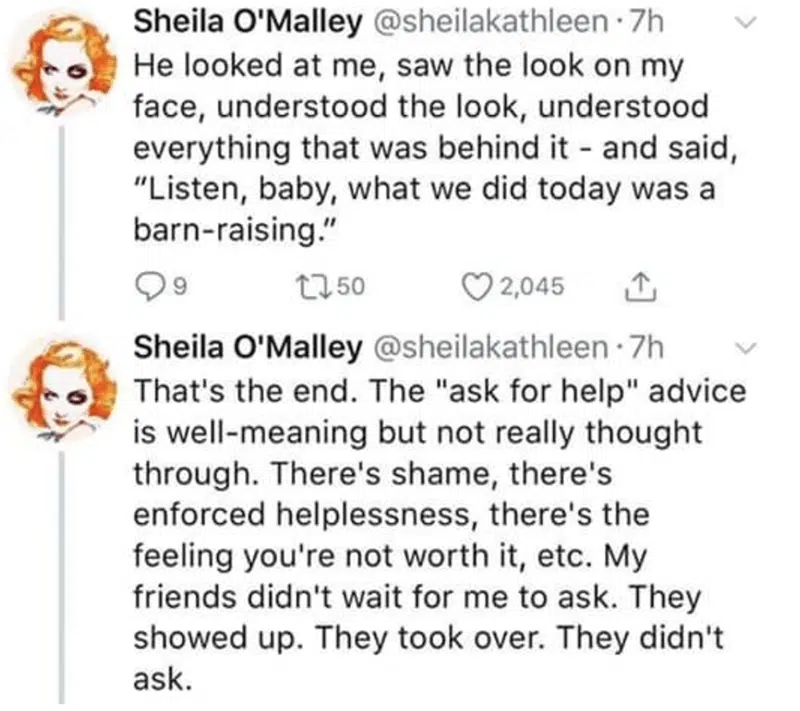 Sheila O'Malley @sheilakathleen · 7h
He looked at me, saw the look on my
face, understood the look, understood
everything that was behind it - and said,
"Listen, baby, what we did today was a
barn-raising."
9 50 2,045
Sheila O'Malley @sheilakathleen · 7h
That's the end. The "ask for help" advice
is well-meaning but not really thought
through. There's shame, there's
enforced helplessness, there's the
feeling you're not worth it, etc. My
friends didn't wait for me to ask. They
showed up. They took over. They didn't
ask.